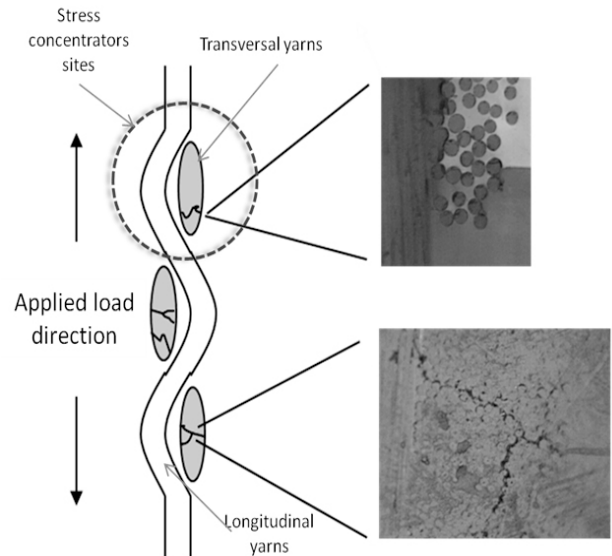 Stress
concentrators
sites
Transversal yarns
Applied load
direction
Longitudinal
yarns